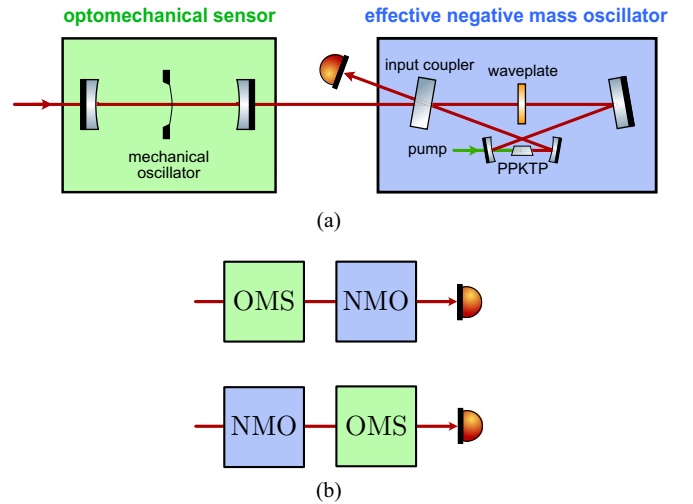 optomechanical sensor
effective negative mass oscillator
input coupler
waveplate
mechanical
oscillator
pump
PPKTP
(a)
OMS
NMO
NMO
OMS
(b)